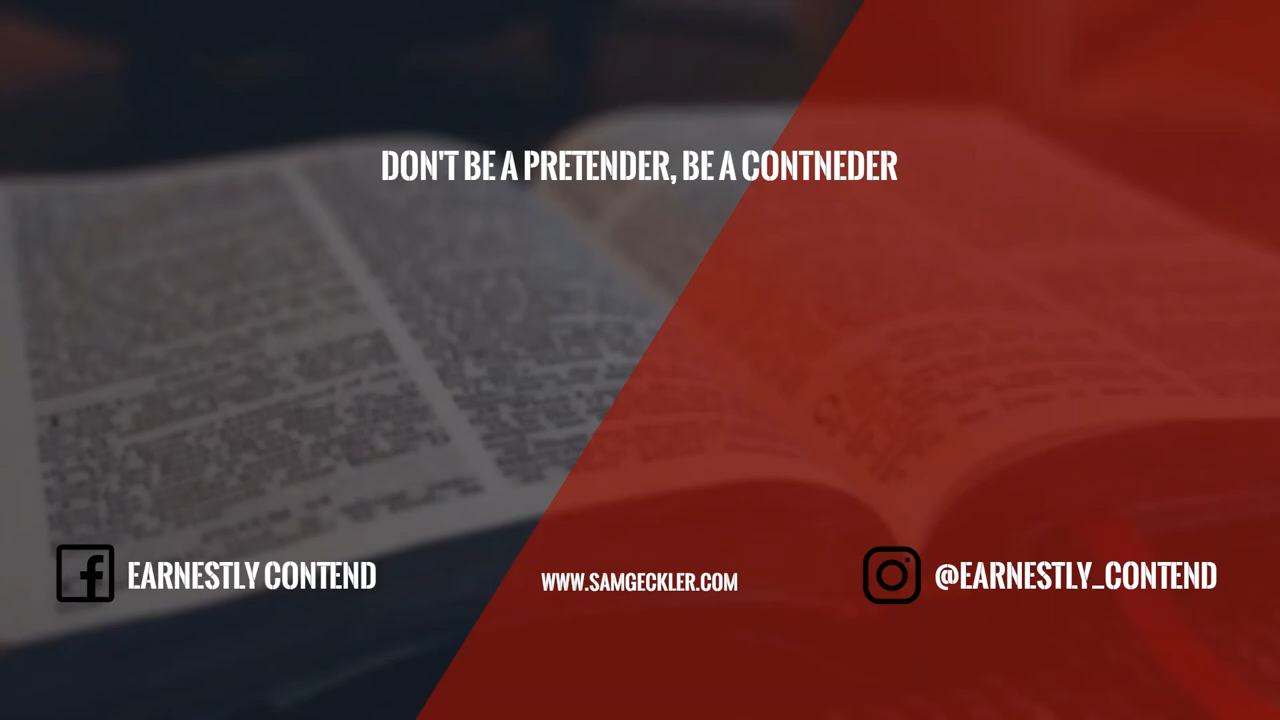 DON'T BE A PRETENDER, BE A CONTNEDER
EARNESTLY CONTEND
WWW.SAMGECKLER.COM
@EARNESTLY_CONTEND